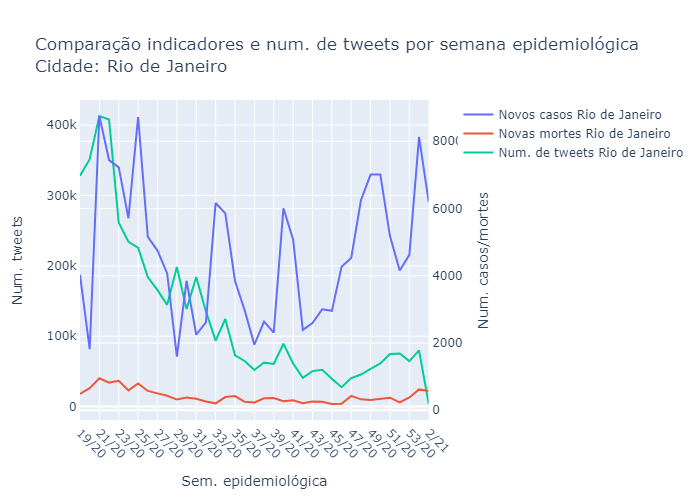 Comparação indicadores e num. de tweets por semana epidemiológica
Cidade: Rio de Janeiro
Novos casos Rio de Janeiro
Novas mortes Rio de Janeiro
Num. de tweets Rio de Janeiro
Num. tweets
400k
300k
200k
100k
0
8000
6000
4000
2000
0
Num. casos/mortes
19/20
21/20
23/20
25/20
27/20
29/20
31/20
33/20
35/20
37/20
39/20
41/20
43/20
45/20
47/20
49/20
51/20
53/20
2/21
Sem. epidemiológica